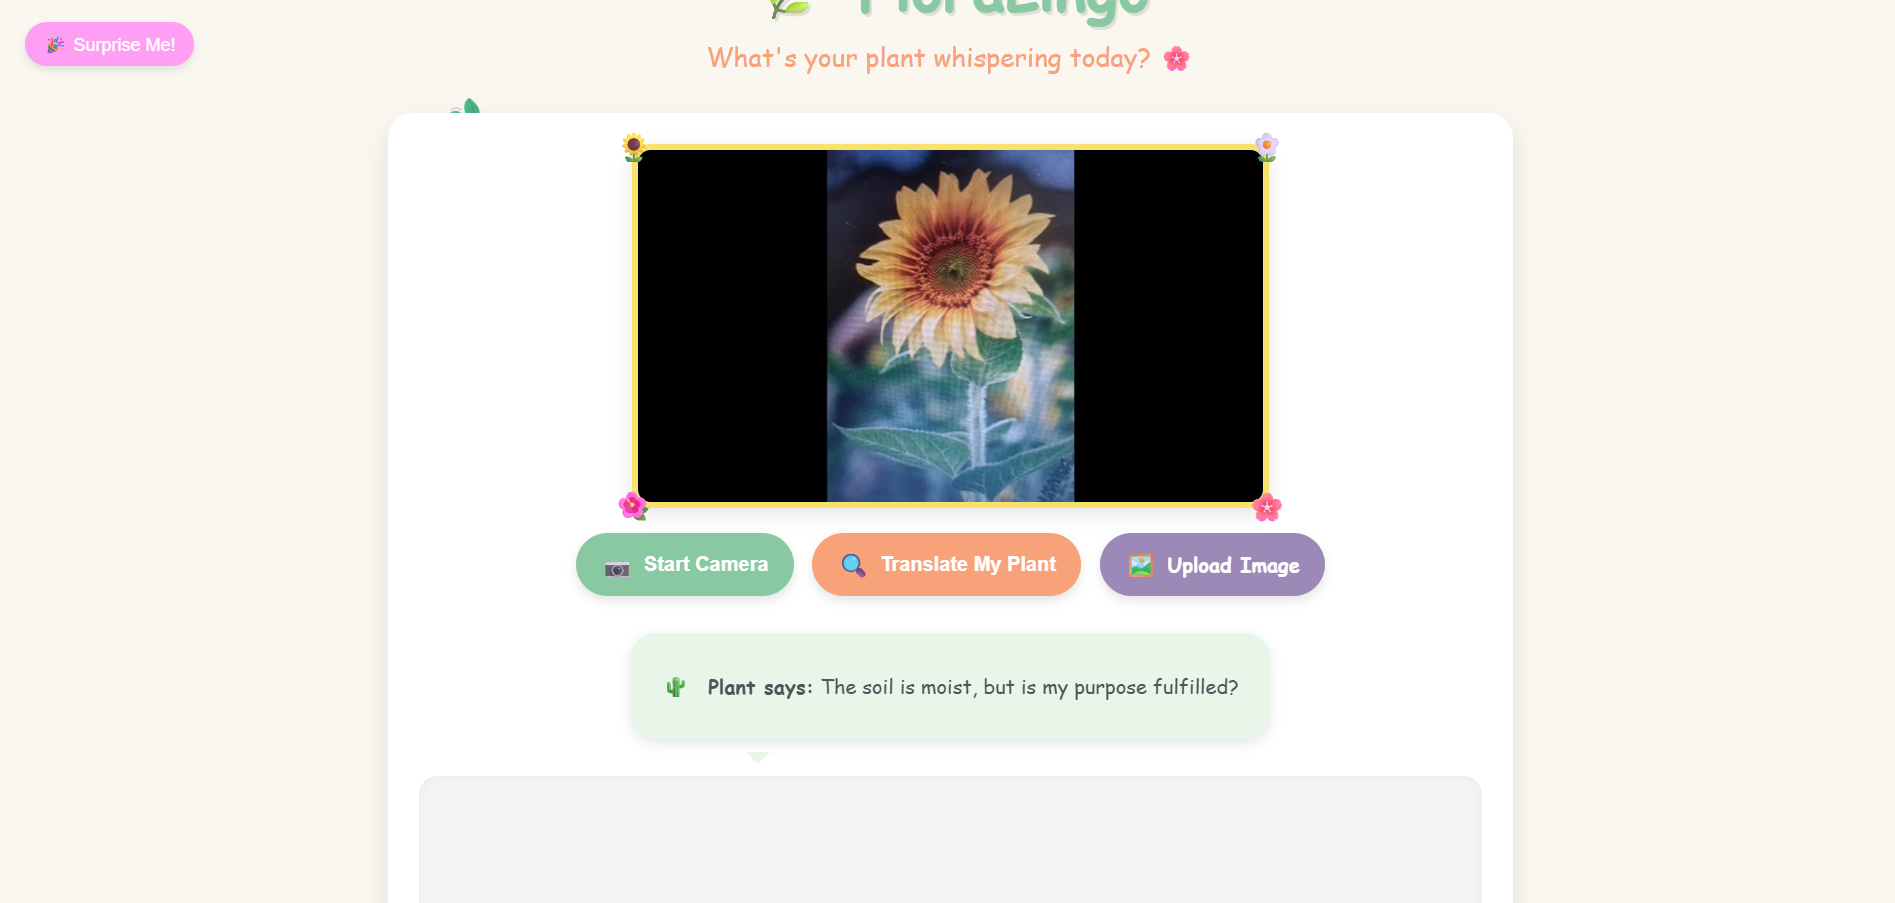 FloraLingo
🎉 Surprise Me!
What's your plant whispering today? 🌸
Start Camera
Translate My Plant
Upload Image
Plant says: The soil is moist, but is my purpose fulfilled?